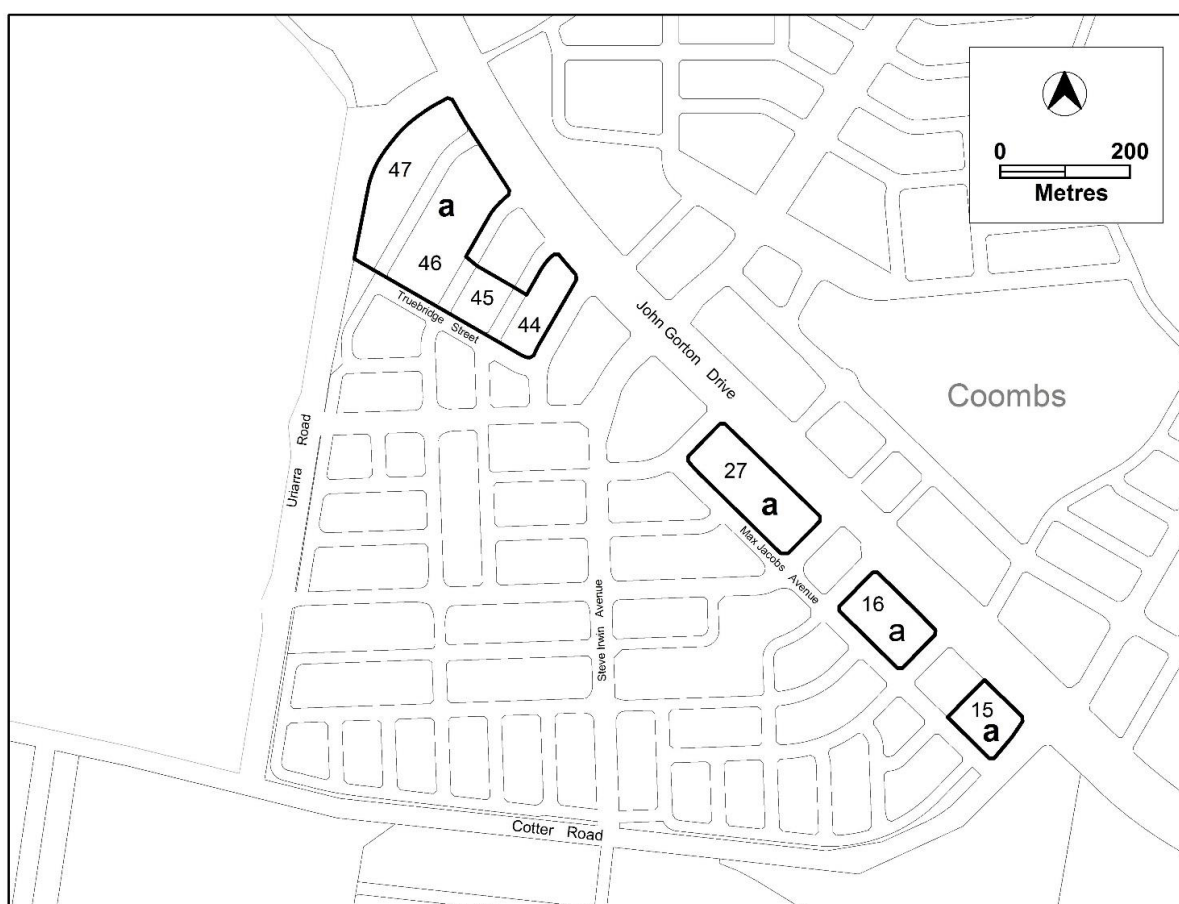 0 200
Metres
47
a
46
45
44
Truebridge Street
John Gorton Drive
Coombs
Uriarra Road
27
a
Max Jacobs Avenue
16
a
Steve Irwin Avenue
15
a
Cotter Road